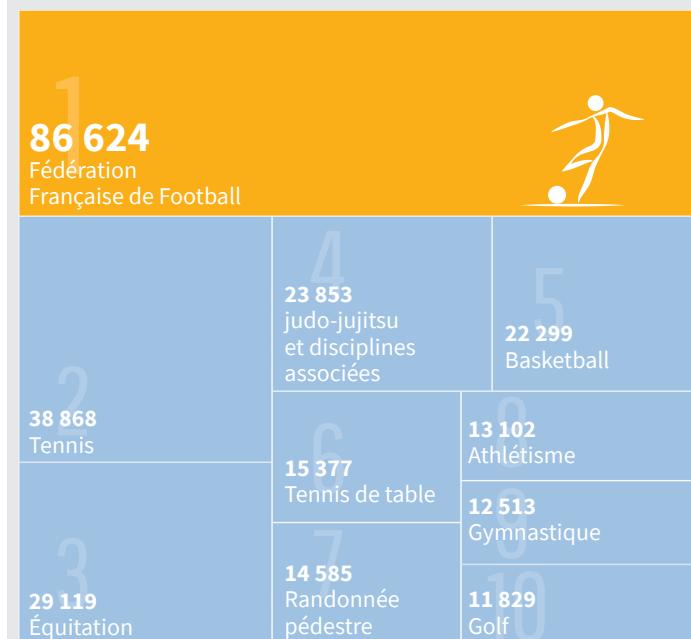 1
86 624
Fédération
Française de Football
2
38 868
Tennis
3
29 119
Équitation
4
23 853
judo-jujitsu
et disciplines
associées
5
22 299
Basketball
6
15 377
Tennis de table
7
14 585
Randonnée
pédestre
8
13 102
Athlétisme
9
12 513
Gymnastique
10
11 829
Golf